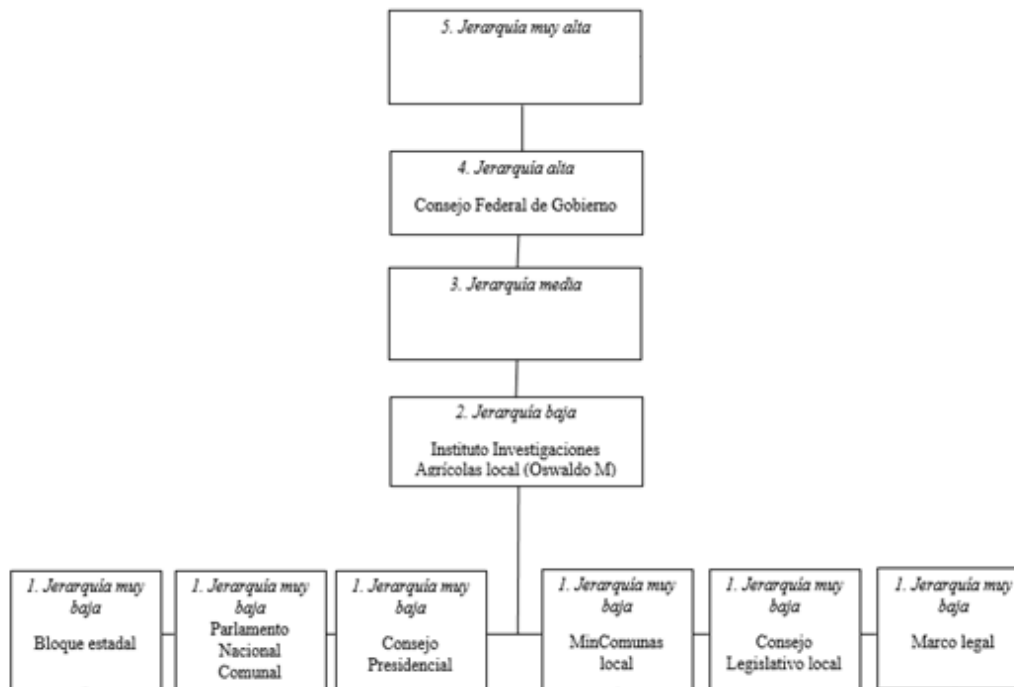 5. Jerarquía muy alta
4. Jerarquía alta
Consejo Federal de Gobierno
3. Jerarquía media
2. Jerarquía baja
Instituto Investigaciones
Agrícolas local (Oswaldo M)
1. Jerarquía muy
baja
Bloque estadal
1. Jerarquía muy
baja
Parlamento
Nacional
Comunal
1. Jerarquía muy
baja
Consejo
Presidencial
1. Jerarquía muy
baja
MinComunas
local
1. Jerarquía muy
baja
Consejo
Legislativo local
1. Jerarquía muy
baja
Marco legal